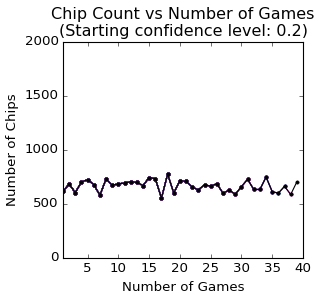 Chip Count vs Number of Games
(Starting confidence level: 0.2)
2000
1500
1000
500
0
Number of Chips
5 10 15 20 25 30 35 40
Number of Games